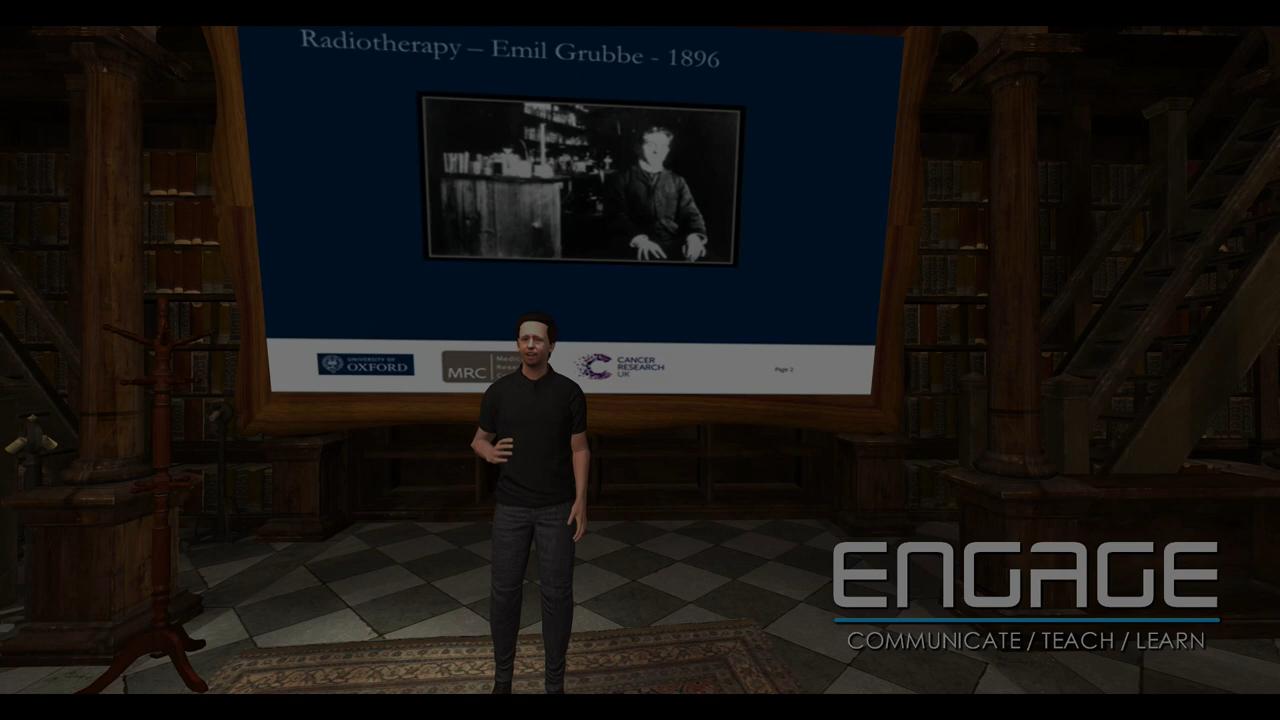 Radiotherapy – Emil Grubbe - 1896
UNIVERSITY OF
OXFORD
MRC
CANCER
RESEARCH
UK
Page 2
ENGAGE
COMMUNICATE / TEACH / LEARN